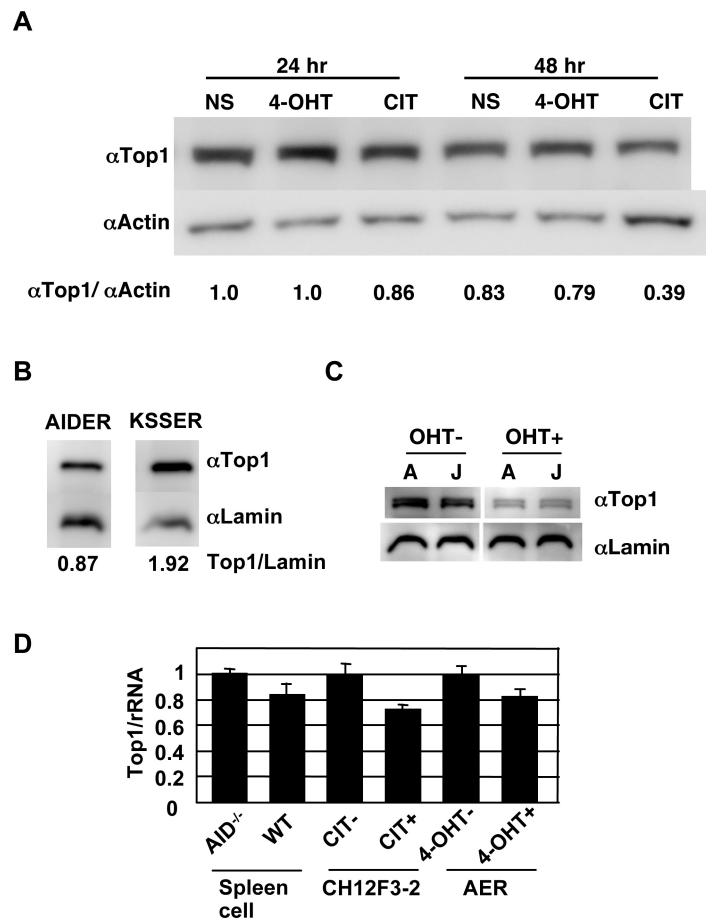 A
24 hr 48 hr
NS 4-OHT CIT NS 4-OHT CIT
αTop1
αActin
αTop1/ αActin 1.0 1.0 0.86 0.83 0.79 0.39
B
AIDER KSSER
αTop1
αLamin
0.87 1.92 Top1/Lamin
C
OHT- OHT+
A J A J
αTop1
αLamin
D
Top1/rRNA
1
0.8
0.6
0.4
0.2
0
AID-/- WT CIT- CIT+ 4-OHT- 4-OHT+
Spleen cell CH12F3-2 AER